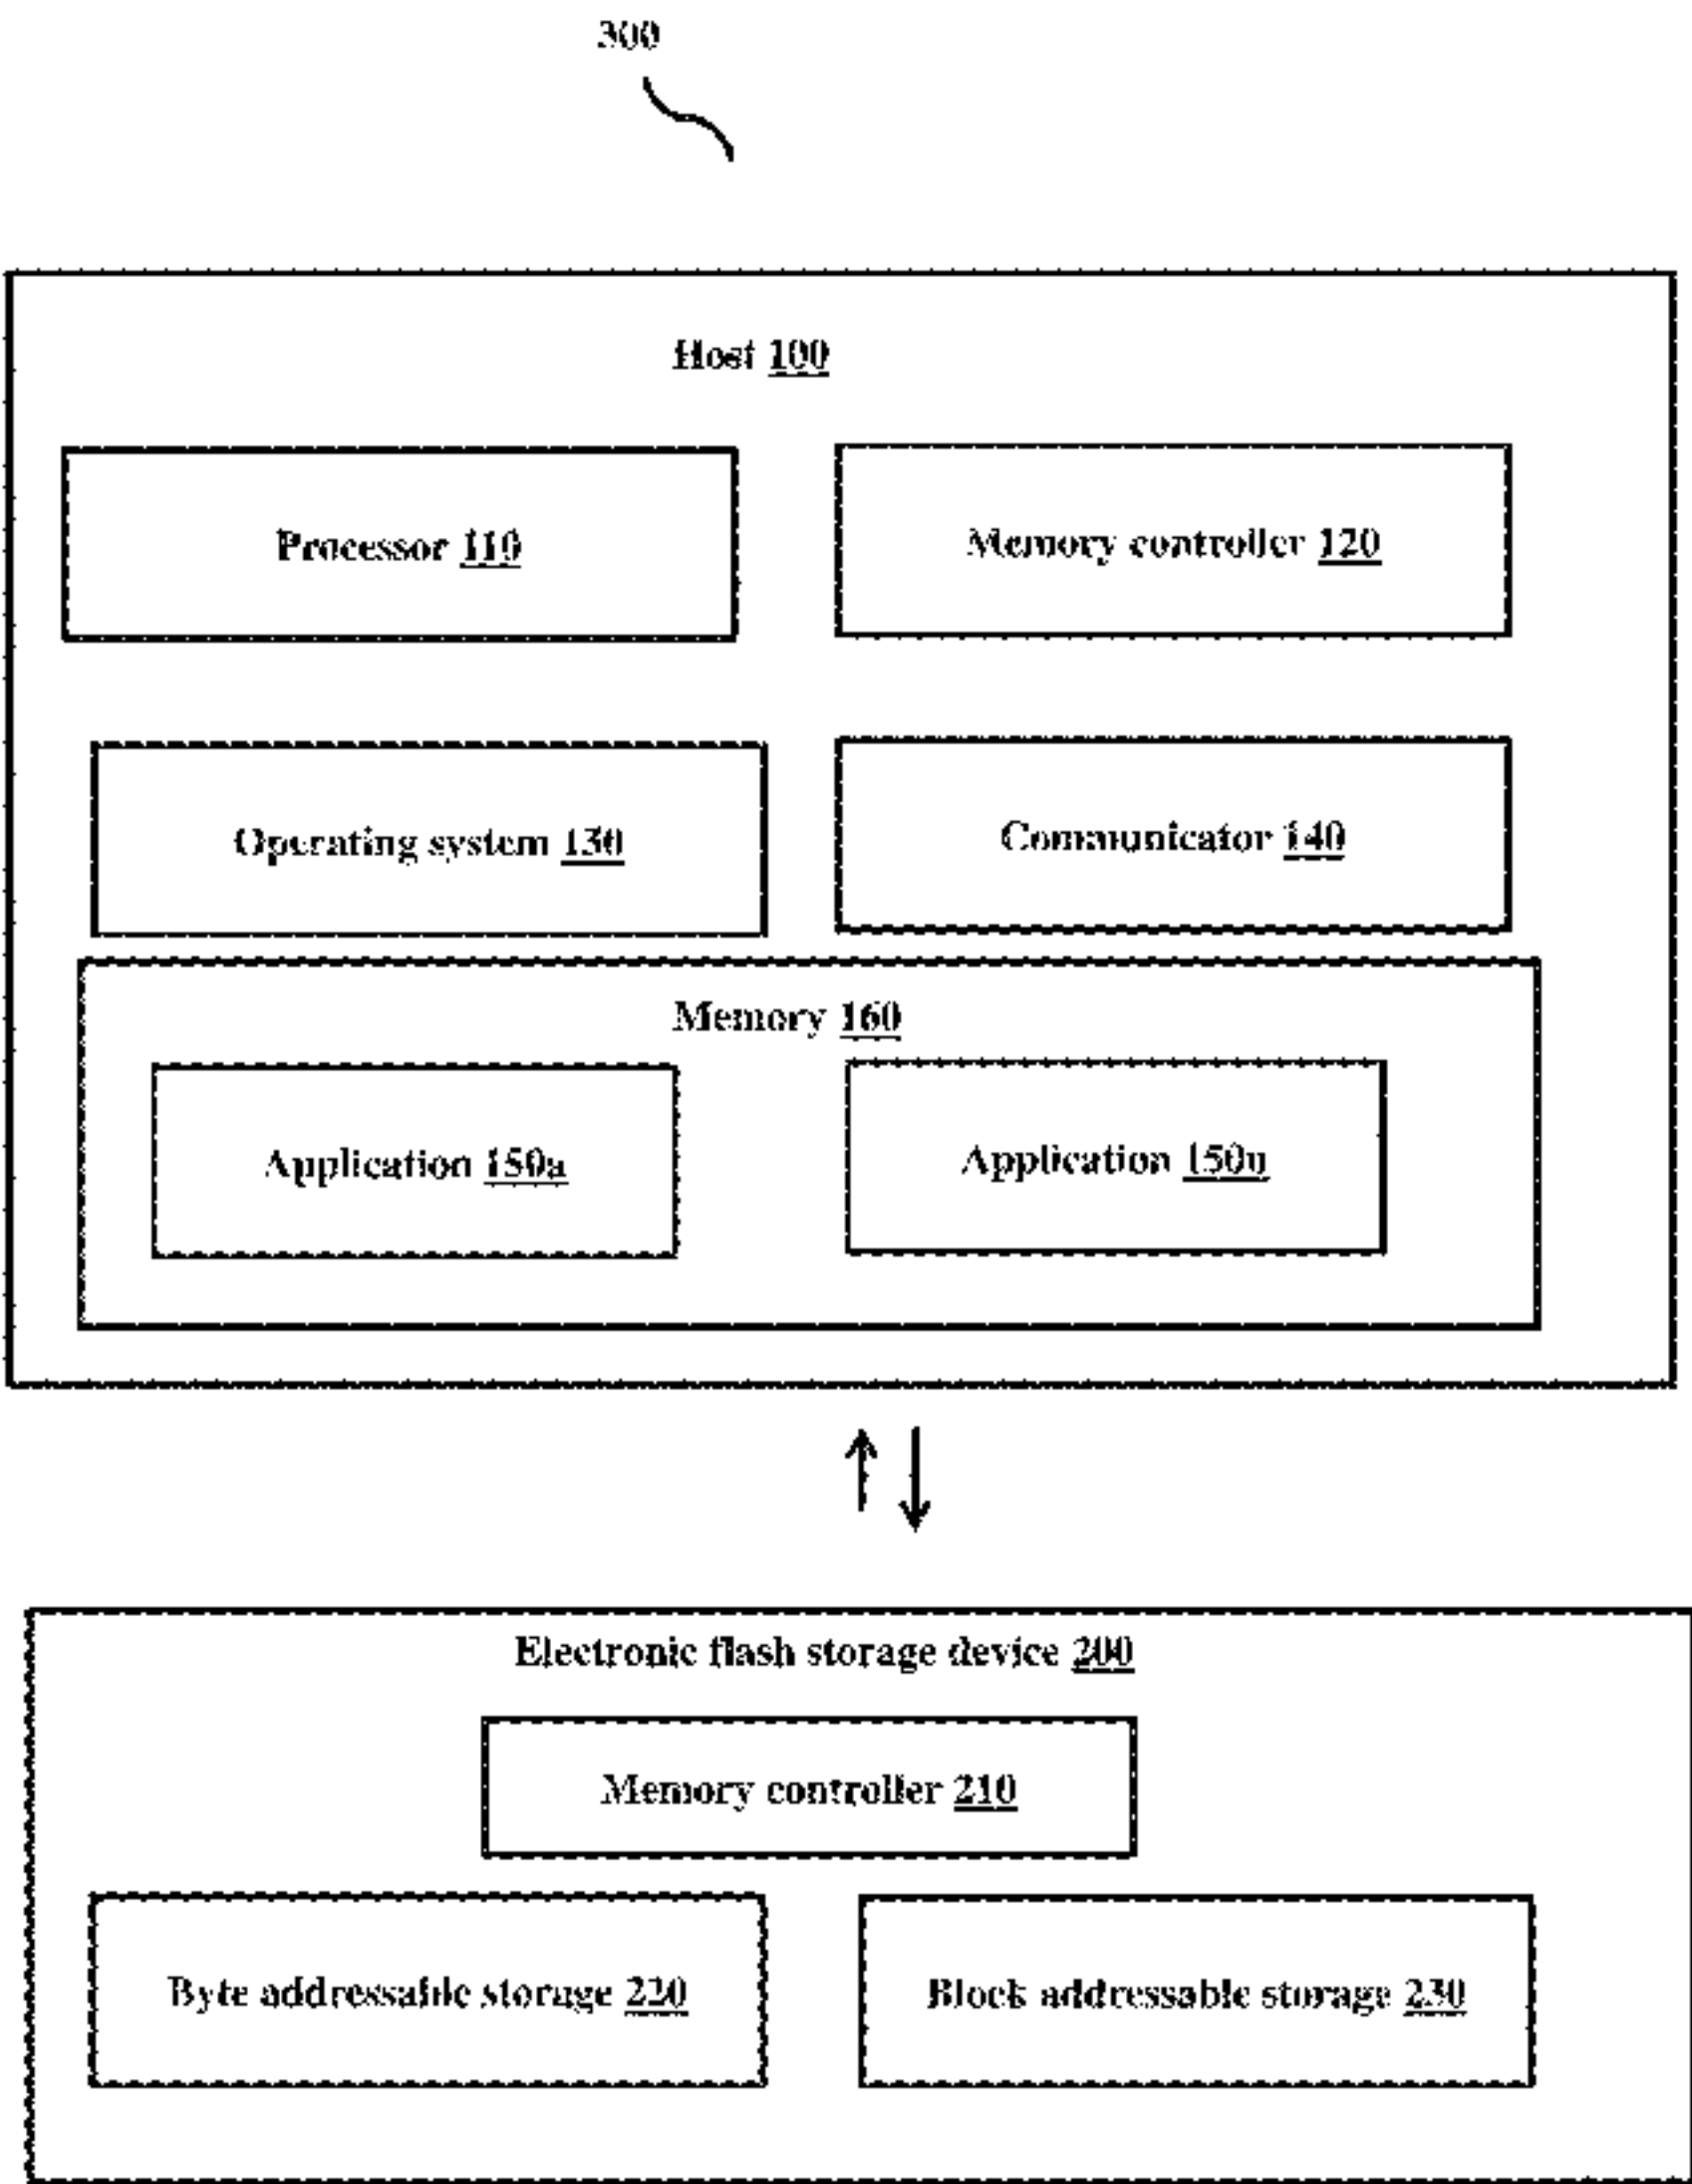 300
Host 100
Processor 110
Memory controller 120
Operating system 130
Communicator 140
Memory 160
Application 150a
Application 150n
Electronic flash storage device 200
Memory controller 210
Byte addressable storage 220
Block addressable storage 230